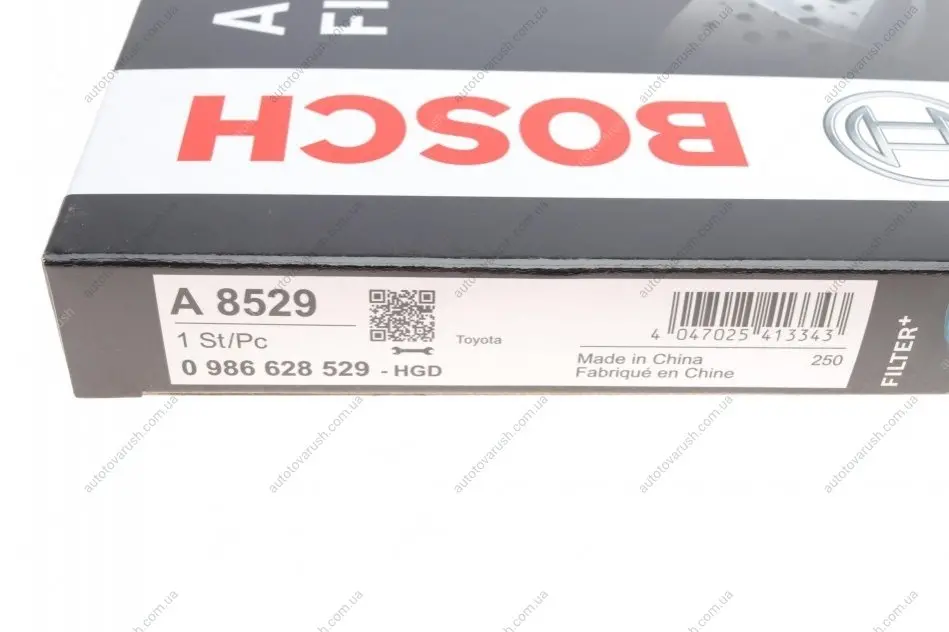 A
FI
BOSCH
A 8529
1 St/Pc
0 986 628 529 - HGD
Toyota
4 047025 413343
Made in China
Fabriqué en Chine
250
FILTER+
autotovarush.com.ua